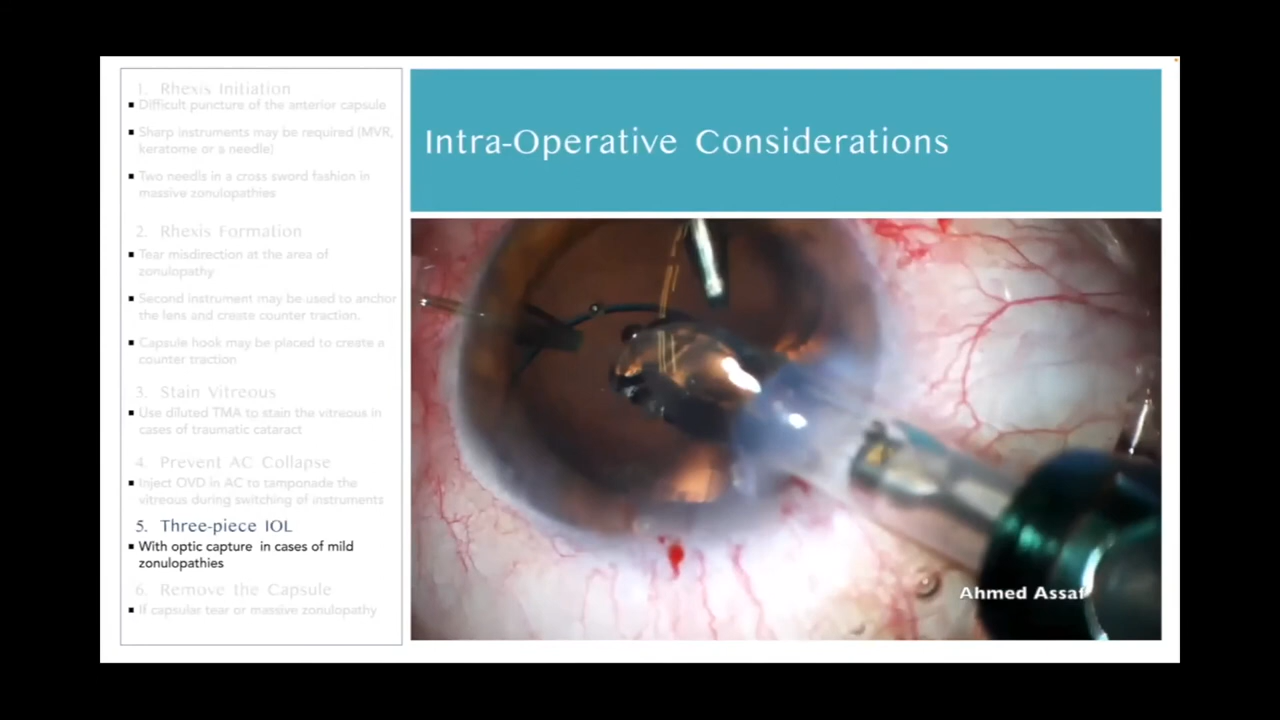 1. Rhexis Initiation
Difficult puncture of the anterior capsule
Sharp instruments may be required (MVR,
keratome or a needle)
Two needls in a cross sword fashion in
massive zonulopathies
2. Rhexis Formation
Tear misdirection at the area of
zonulopathy
Second instrument may be used to anchor
the lens and create counter traction.
Capsule hook may be placed to create a
counter traction
3. Stain Vitreous
Use diluted TMA to stain the vitreous in
cases of traumatic cataract
4. Prevent AC Collapse
Inject OVD in AC to tamponade the
vitreous during switching of instruments
5. Three-piece IOL
With optic capture in cases of mild
zonulopathies
6. Remove the Capsule
If capsular tear or massive zonulopathy
Intra-Operative Considerations
Ahmed Assaf